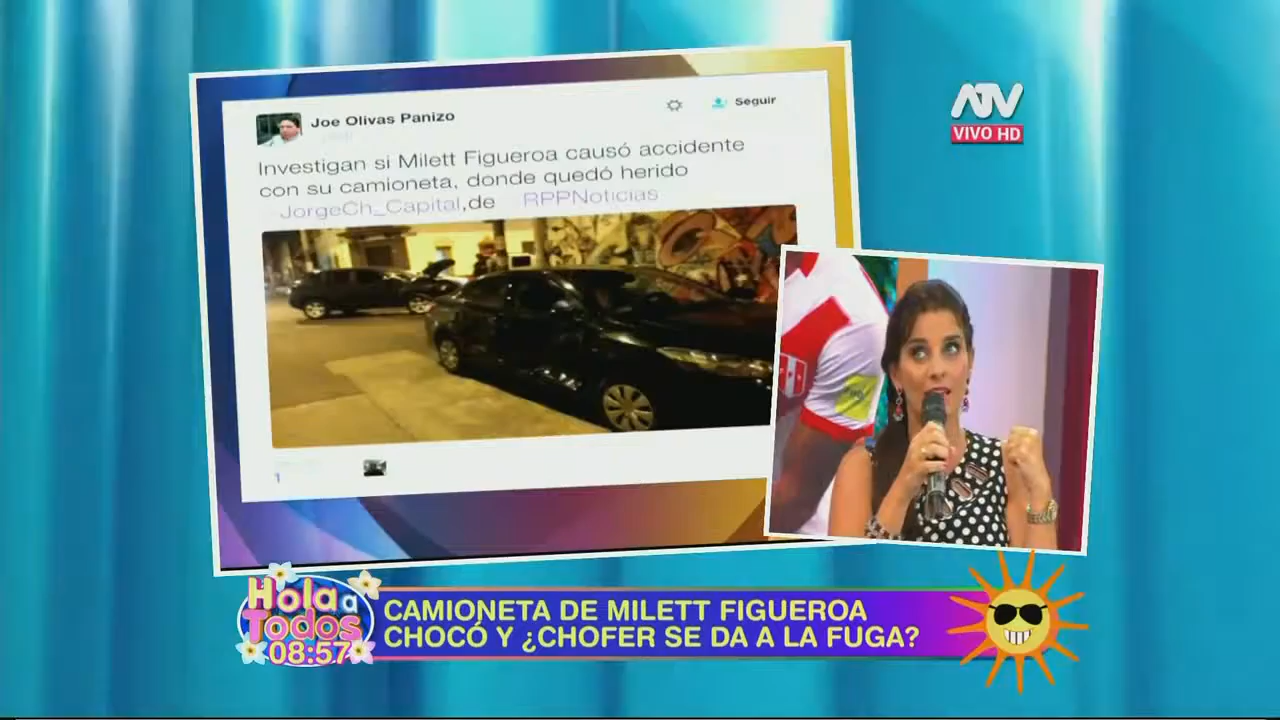 Joe Olivas Panizo
Seguir
Investigan si Milett Figueroa causó accidente
con su camioneta, donde quedó herido
JorgeCh_Capital,de RPPNoticias
1
ATV
VIVO HD
Hola a
Todos
08:57
CAMIONETA DE MILETT FIGUEROA
CHOCÓ Y ¿CHOFER SE DA A LA FUGA?